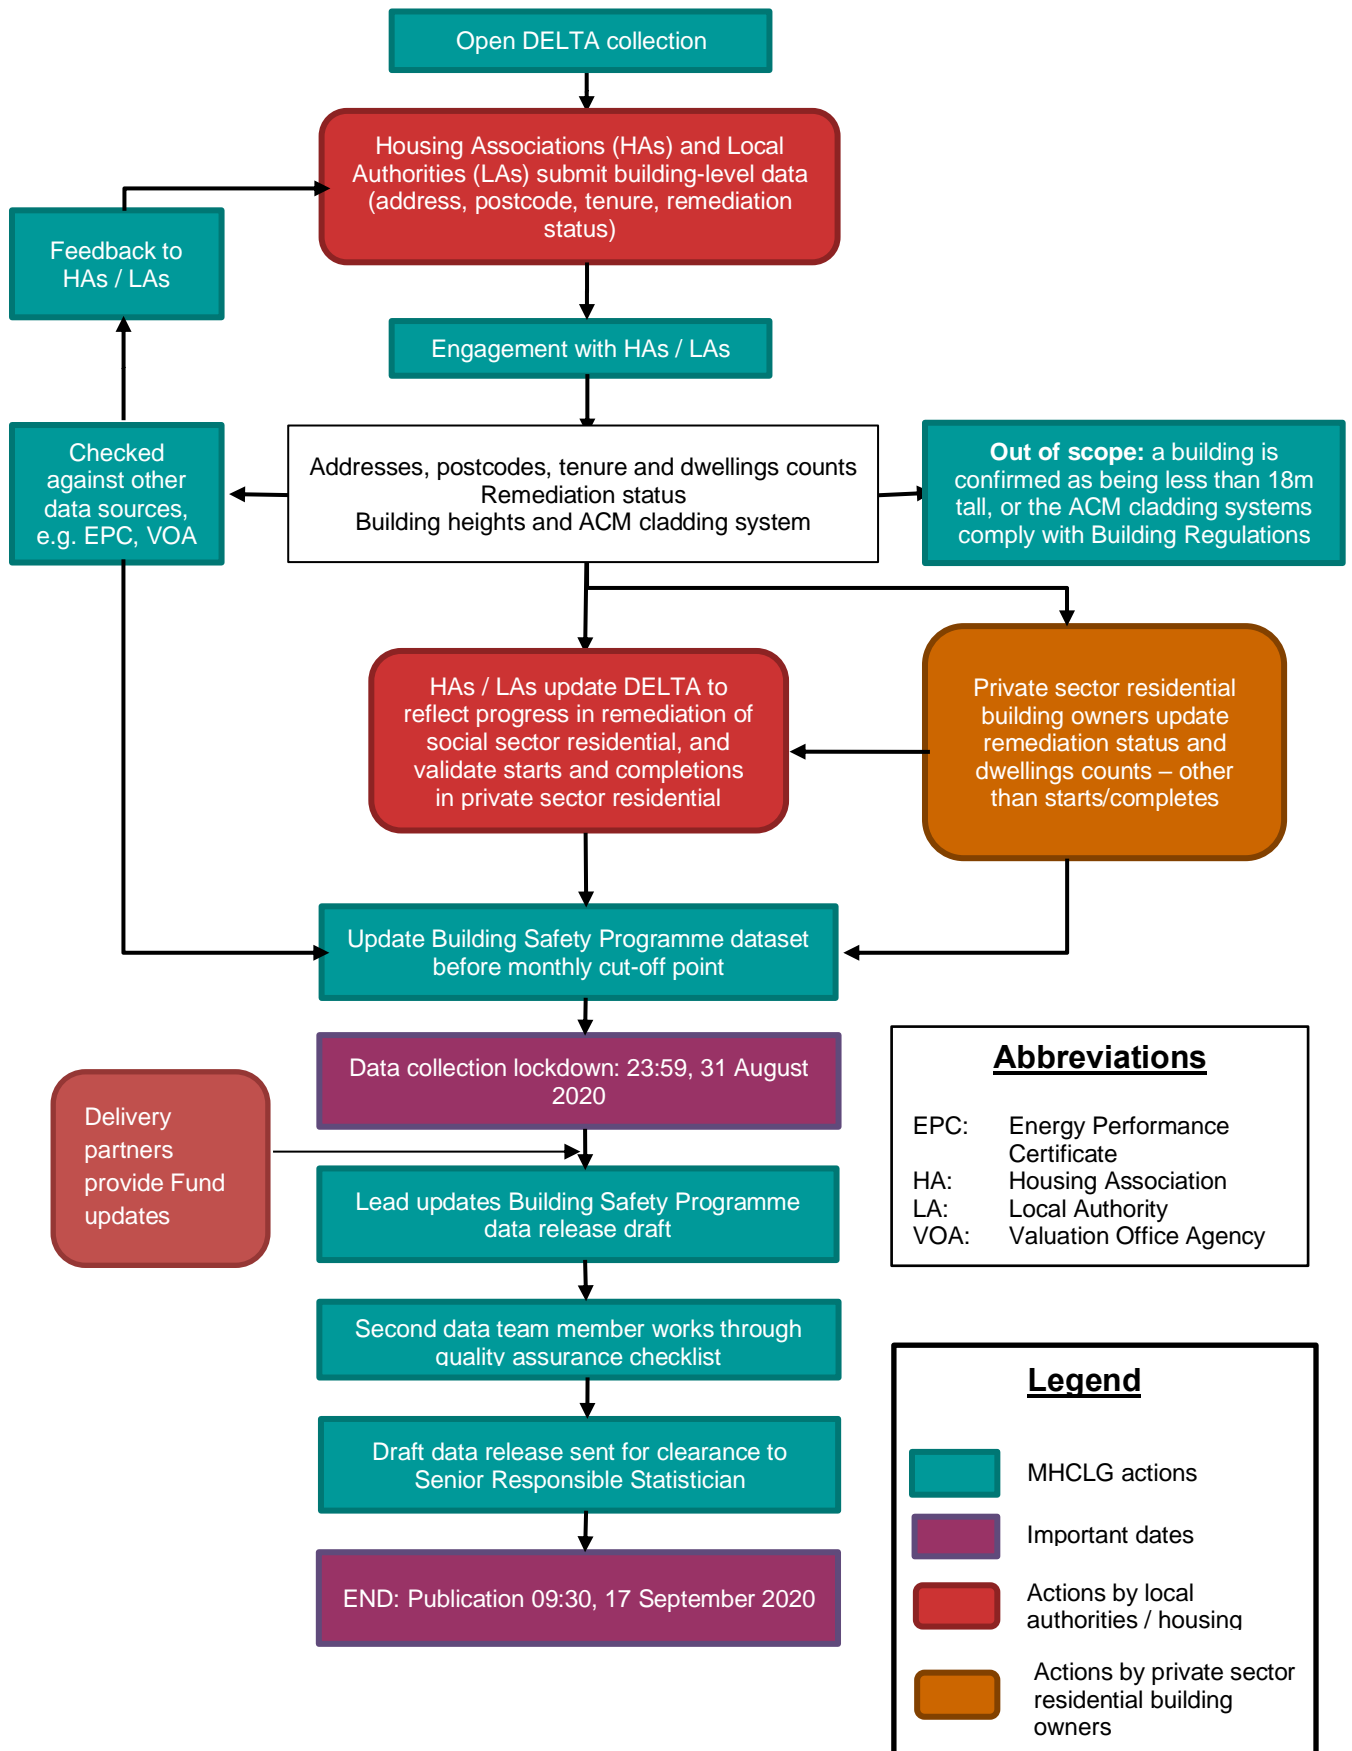 Open DELTA collection
Housing Associations (HAs) and Local
Authorities (LAs) submit building-level data
(address, postcode, tenure, remediation
status)
Feedback to
HAs / LAs
Engagement with HAs / LAs
Checked
against other
data sources,
e.g. EPC, VOA
Addresses, postcodes, tenure and dwellings counts
Remediation status
Building heights and ACM cladding system
Out of scope: a building is
confirmed as being less than 18m
tall, or the ACM cladding systems
comply with Building Regulations
HAs / LAs update DELTA to
reflect progress in remediation of
social sector residential, and
validate starts and completions
in private sector residential
Private sector residential
building owners update
remediation status and
dwellings counts – other
than starts/completes
Update Building Safety Programme dataset
before monthly cut-off point
Data collection lockdown: 23:59, 31 August
2020
Delivery
partners
provide Fund
updates
Lead updates Building Safety Programme
data release draft
Second data team member works through
quality assurance checklist
Draft data release sent for clearance to
Senior Responsible Statistician
END: Publication 09:30, 17 September 2020
Abbreviations
EPC: Energy Performance
Certificate
HA: Housing Association
LA: Local Authority
VOA: Valuation Office Agency
Legend
MHCLG actions
Important dates
Actions by local
authorities / housing
Actions by private sector
residential building
owners